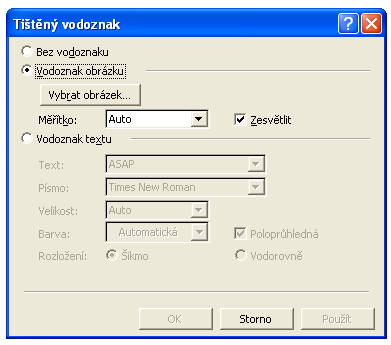 Tištěný vodoznak
Bez vodoznaku
Vodoznak obrázku
Vybrat obrázek...
Měřítko: Auto Zesvětlit
Vodoznak textu
Text: ASAP
Písmo: Times New Roman
Velikost: Auto
Barva: Automatická Poloprůhledná
Rozložení: Šikmo Vodorovně
OK Storno Použít